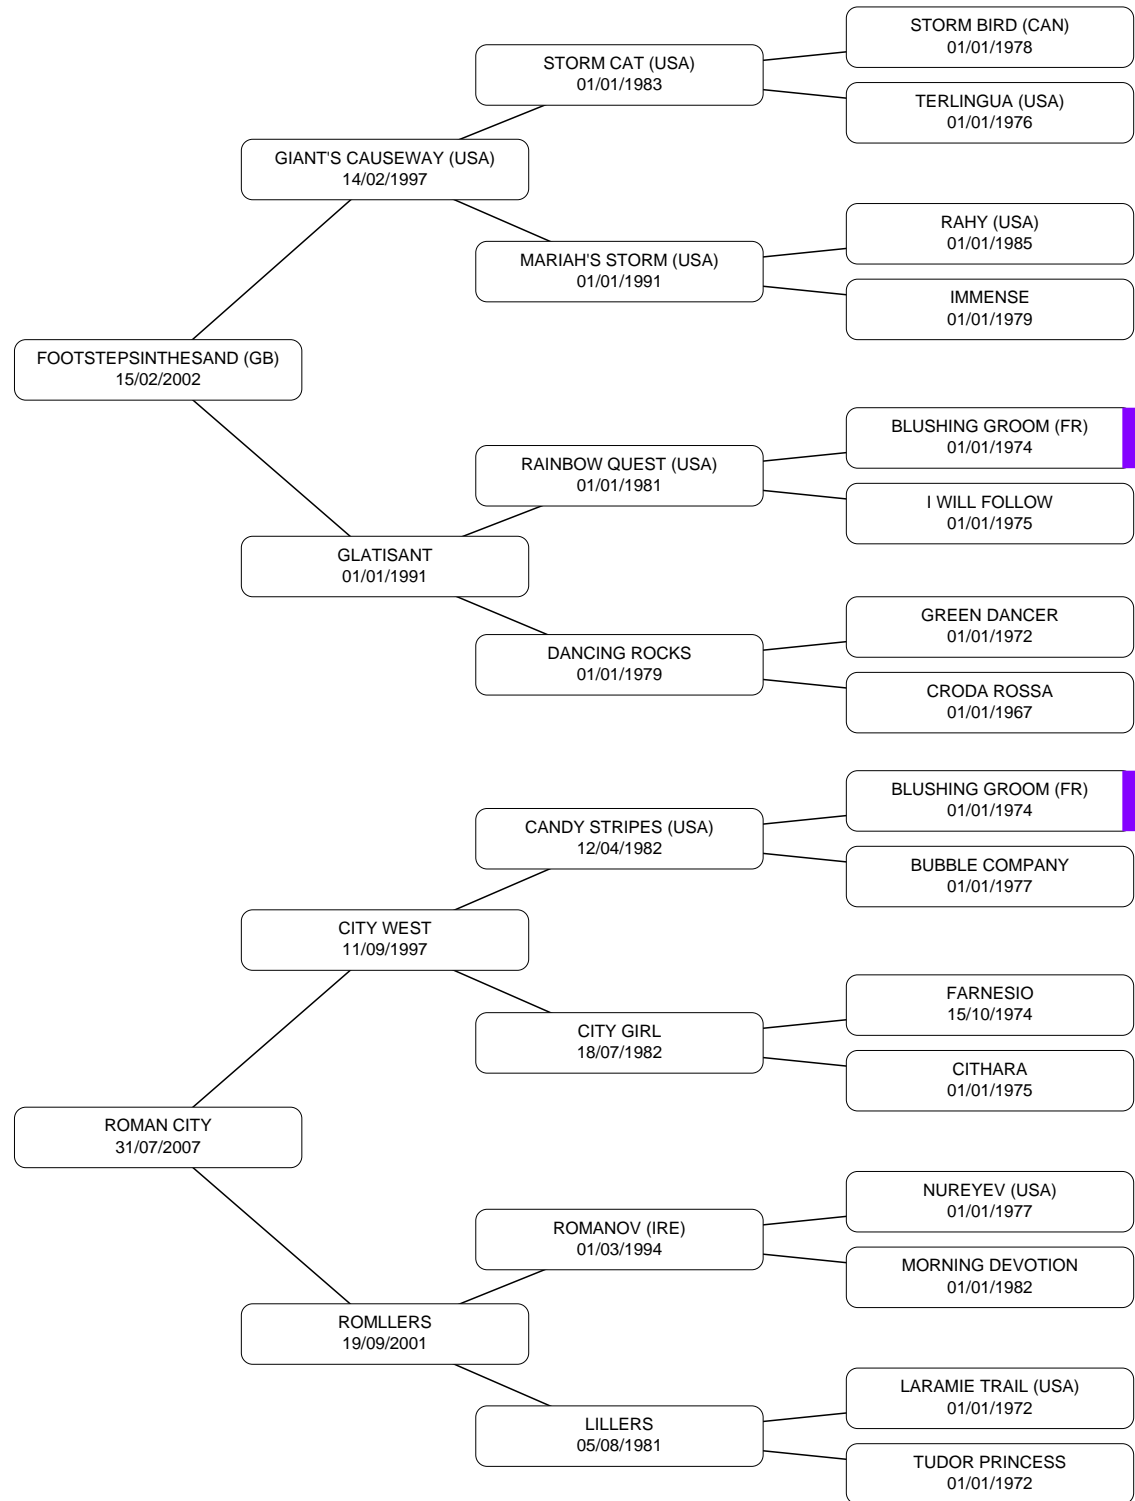 STORM BIRD (CAN)
01/01/1978
STORM CAT (USA)
01/01/1983
TERLINGUA (USA)
01/01/1976
GIANT'S CAUSEWAY (USA)
14/02/1997
RAHY (USA)
01/01/1985
MARIAH'S STORM (USA)
01/01/1991
IMMENSE
01/01/1979
FOOTSTEPSINTHESAND (GB)
15/02/2002
BLUSHING GROOM (FR)
01/01/1974
RAINBOW QUEST (USA)
01/01/1981
I WILL FOLLOW
01/01/1975
GLATISANT
01/01/1991
GREEN DANCER
01/01/1972
DANCING ROCKS
01/01/1979
CRODA ROSSA
01/01/1967
BLUSHING GROOM (FR)
01/01/1974
CANDY STRIPES (USA)
12/04/1982
BUBBLE COMPANY
01/01/1977
CITY WEST
11/09/1997
FARNESIO
15/10/1974
CITY GIRL
18/07/1982
CITHARA
01/01/1975
ROMAN CITY
31/07/2007
NUREYEV (USA)
01/01/1977
ROMANOV (IRE)
01/03/1994
MORNING DEVOTION
01/01/1982
ROMLLERS
19/09/2001
LARAMIE TRAIL (USA)
01/01/1972
LILLERS
05/08/1981
TUDOR PRINCESS
01/01/1972